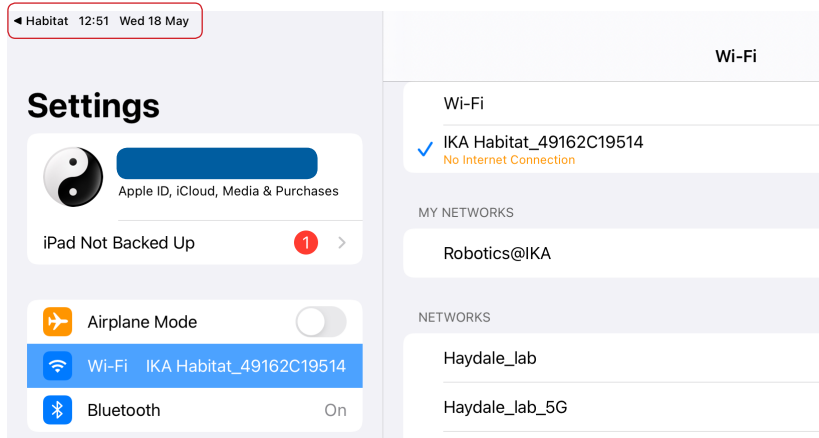 ◀ Habitat 12:51 Wed 18 May
Settings
Apple ID, iCloud, Media & Purchases
iPad Not Backed Up 1
Airplane Mode
Wi-Fi IKA Habitat_49162C19514
Bluetooth On
Wi-Fi
Wi-Fi
IKA Habitat_49162C19514
No Internet Connection
MY NETWORKS
Robotics@IKA
NETWORKS
Haydale_lab
Haydale_lab_5G